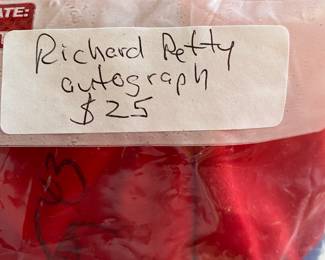 ATE:
Richard Petty
autograph
$25